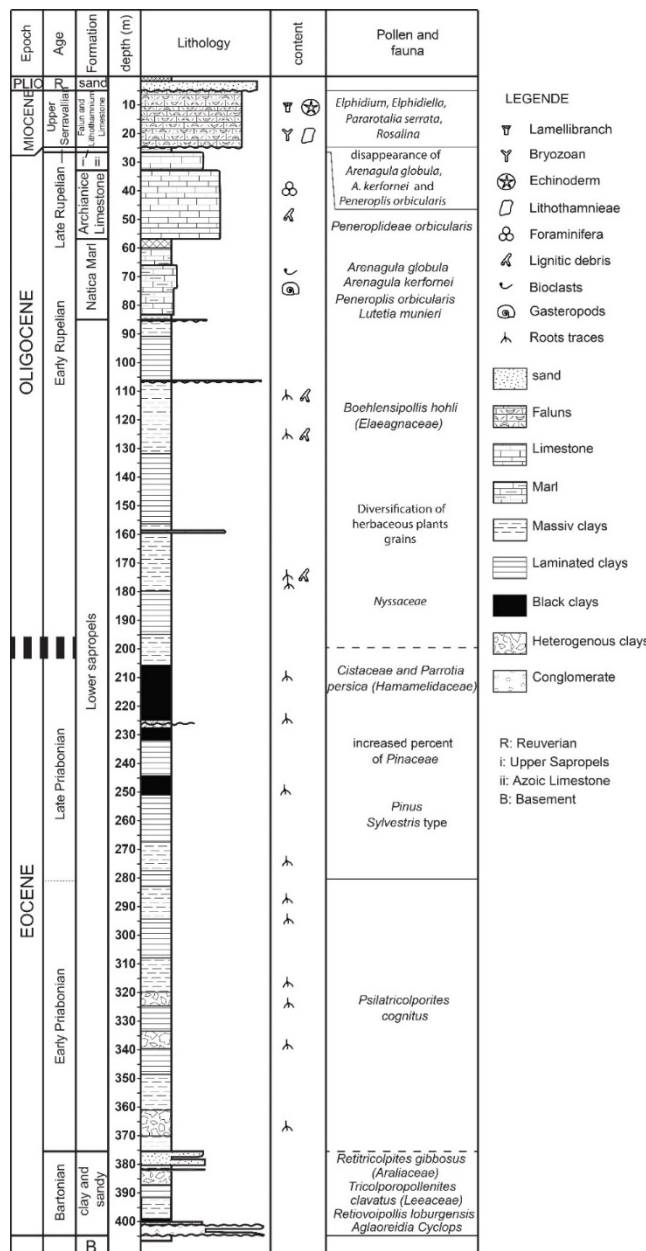 Epoch
Age
Formation
depth (m)
Lithology
content
Pollen and
fauna
PLIO
R
sand
MIOCENE
Upper
Serravallian
Falun and
Lithothamnium
Limestone
10
20
Elphidium, Elphidiella,
Pararotalia serrata,
Rosalina
OLIGOCENE
Late Rupelian
i
ii
Archianice
Limestone
30
40
50
disappearance of
Arenagula globula,
A. kerfornei and
Peneroplis orbicularis
Peneroplideae orbicularis
Early Rupelian
Natica Marl
60
70
80
Arenagula globula
Arenagula kerfornei
Peneroplis orbicularis
Lutetia munieri
Lower sapropels
90
100
110
120
130
Boehlensipollis hohli
(Elaeagnaceae)
140
150
160
170
Diversification of
herbaceous plants
grains
180
190
Nyssaceae
200
EOCENE
Late Priabonian
210
220
Cistaceae and Parrotia
persica (Hamamelidaceae)
230
240
increased percent
of Pinaceae
250
260
270
280
Pinus
Sylvestris type
Early Priabonian
290
300
310
320
330
340
350
360
370
Psilatricolporites
cognitus
Bartonian
clay and
sandy
380
390
400
Retitricolpites gibbosus
(Araliaceae)
Tricolporopollenites
clavatus (Leeaceae)
Retiovoipollis loburgensis
Aglaoreidia Cyclops
B
LEGENDE
Lamellibranch
Bryozoan
Echinoderm
Lithothamnieae
Foraminifera
Lignitic debris
Bioclasts
Gasteropods
Roots traces
sand
Faluns
Limestone
Marl
Massiv clays
Laminated clays
Black clays
Heterogenous clays
Conglomerate
R: Reuverian
i: Upper Sapropels
ii: Azoic Limestone
B: Basement